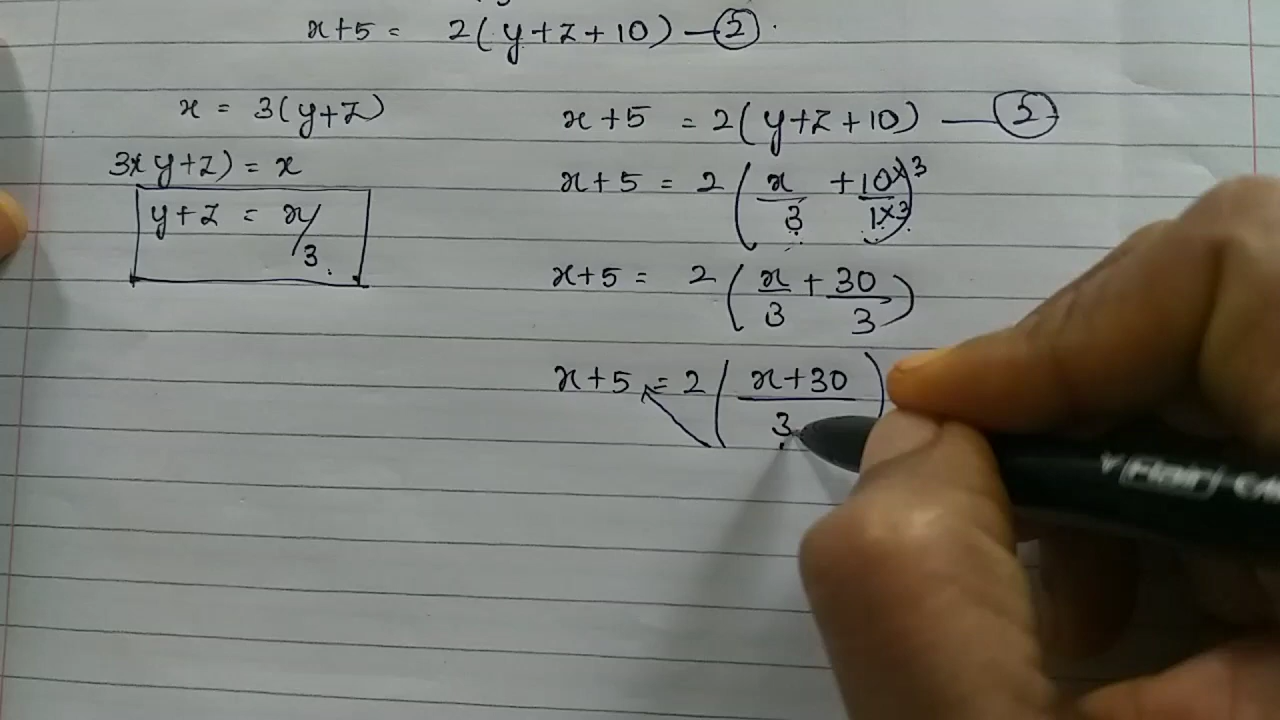 x+5 = 2(y+z+10) — ②.
x = 3(y+z)
3x(y+z) = x
y+z = x/3.
x+5 = 2(y+z+10) — ②
x+5 = 2(x/3 + 10×3/1×3)
x+5 = 2(x/3 + 30/3)
x+5 = 2(x+30/3)
Flair